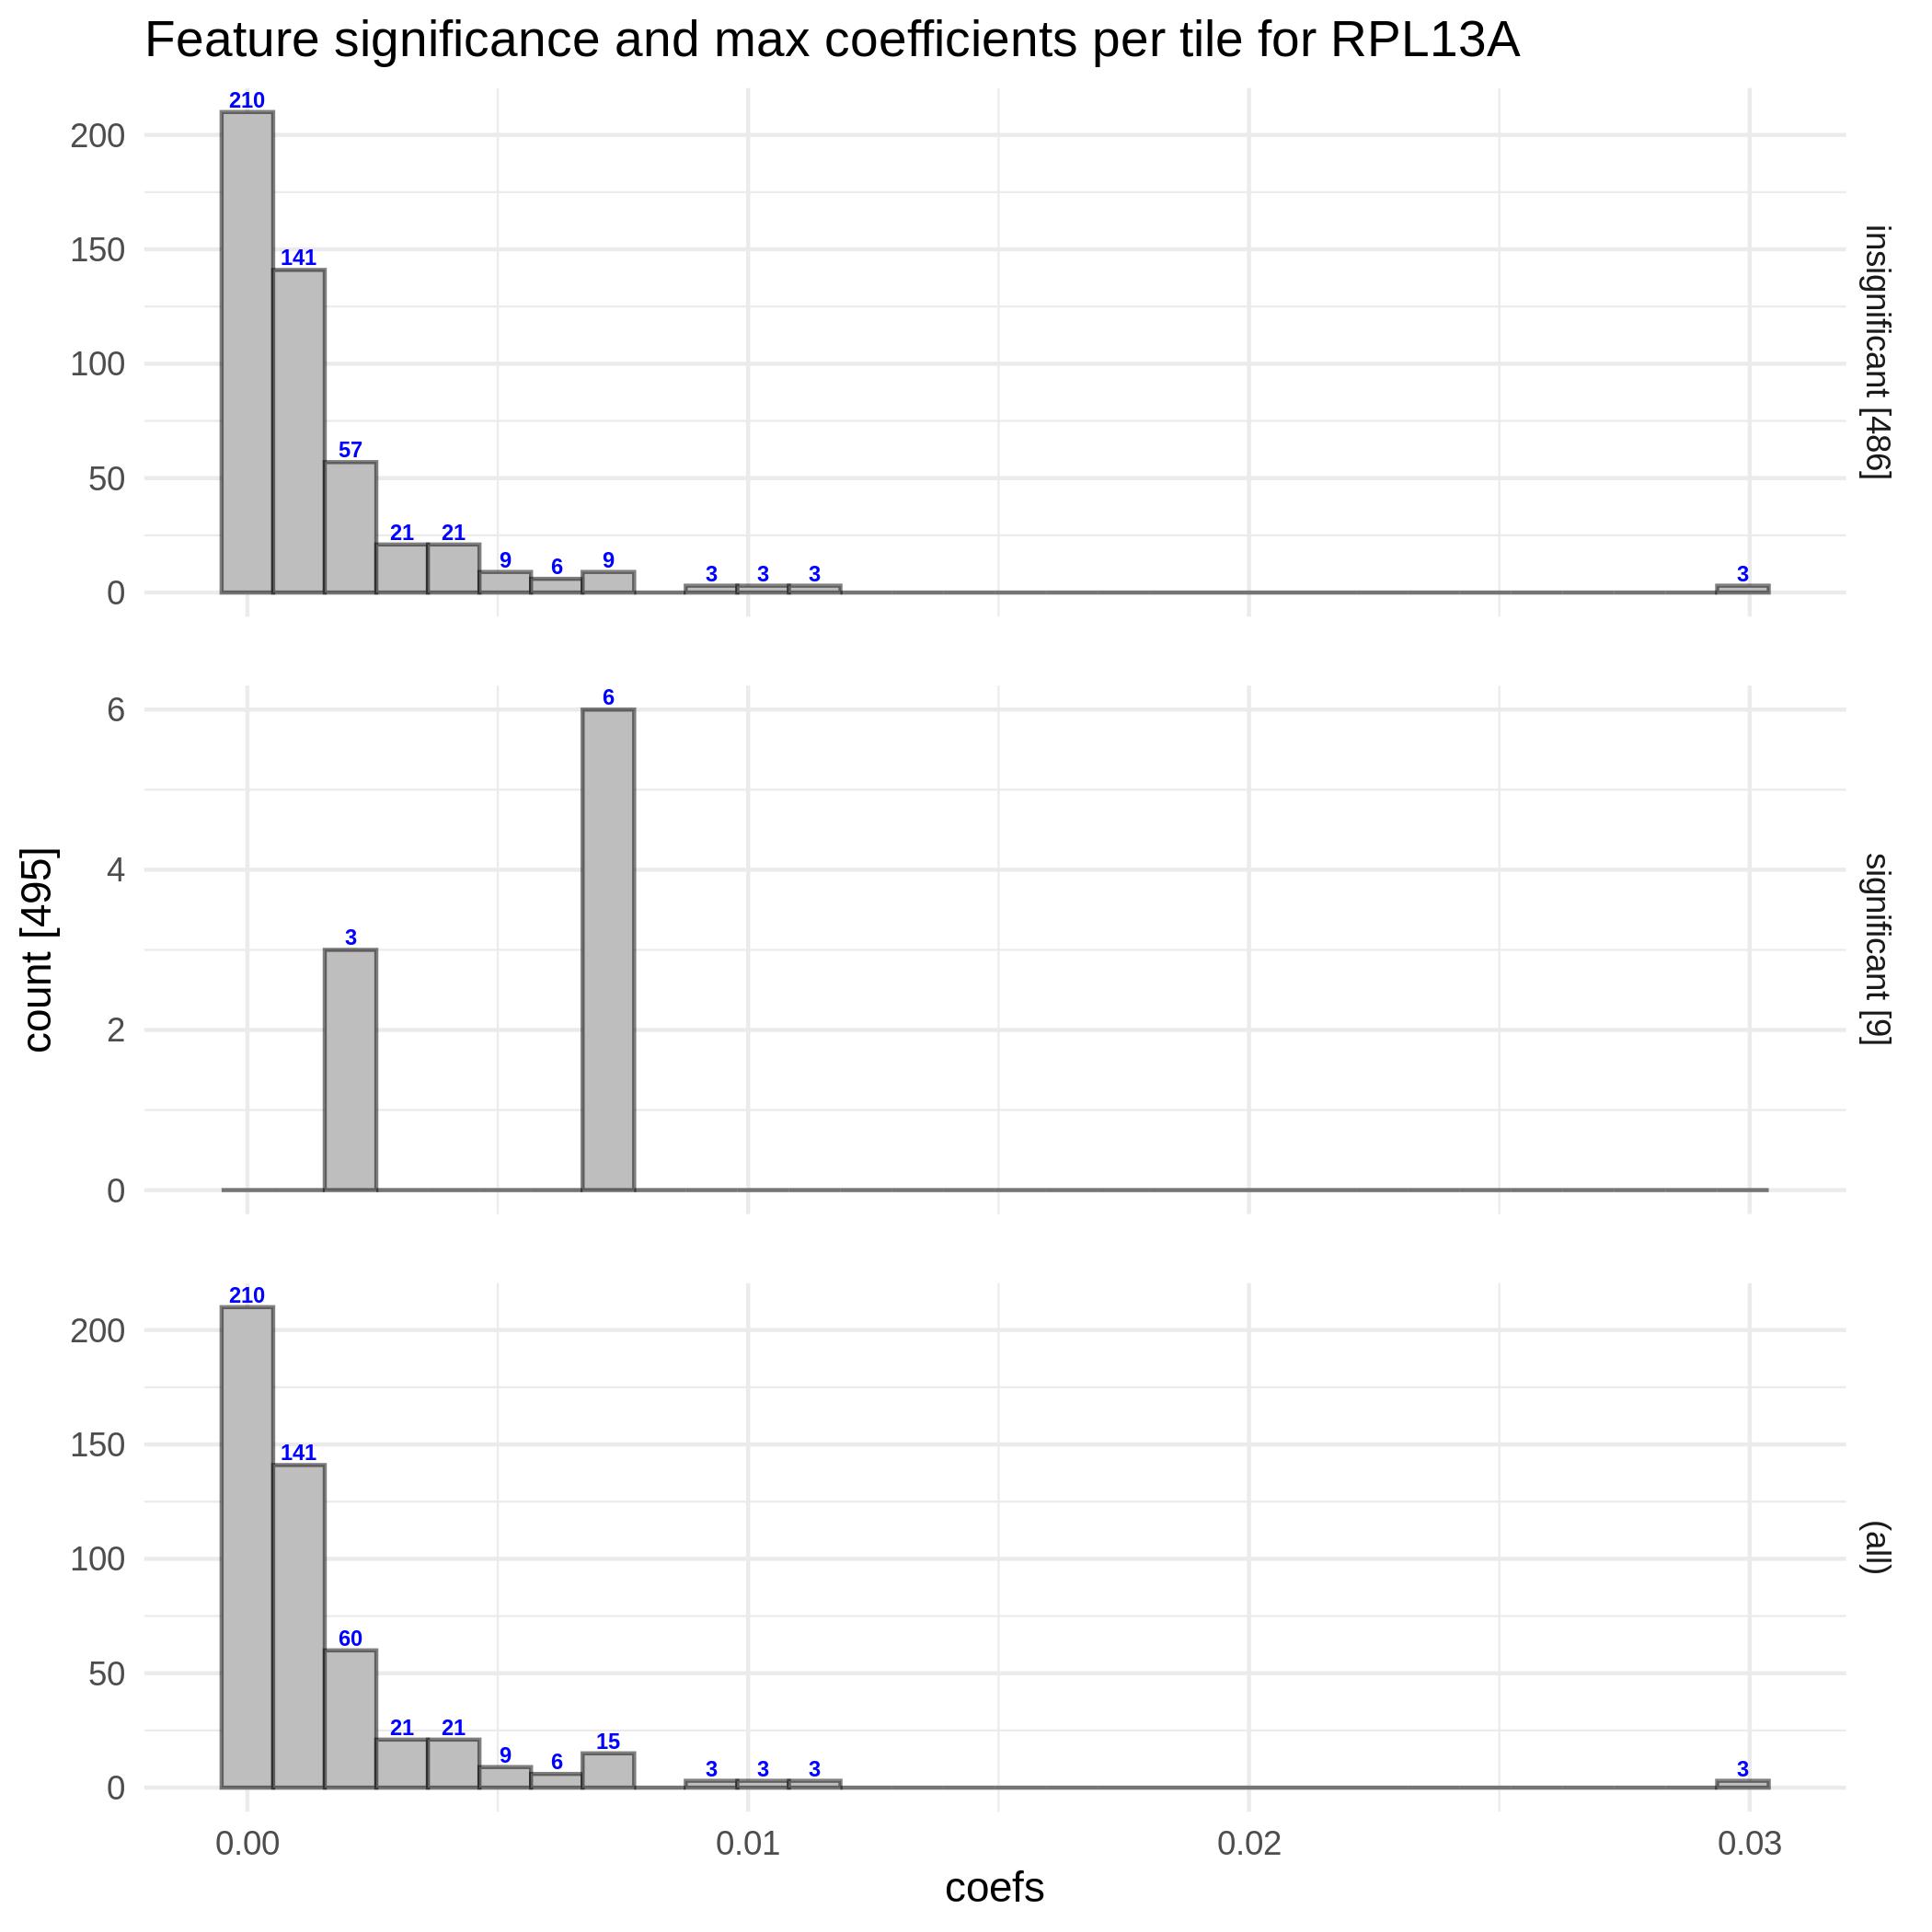 Feature significance and max coefficients per tile for RPL13A
210
200
150
141
100
57
50
21 21
9 6 9
3 3 3
3
0
insignificant [486]
6
6
4
3
2
0
significant [9]
count [495]
210
200
150
141
100
60
50
21 21
9 6 15
3 3 3
3
0
(all)
0.00 0.01 0.02 0.03
coefs